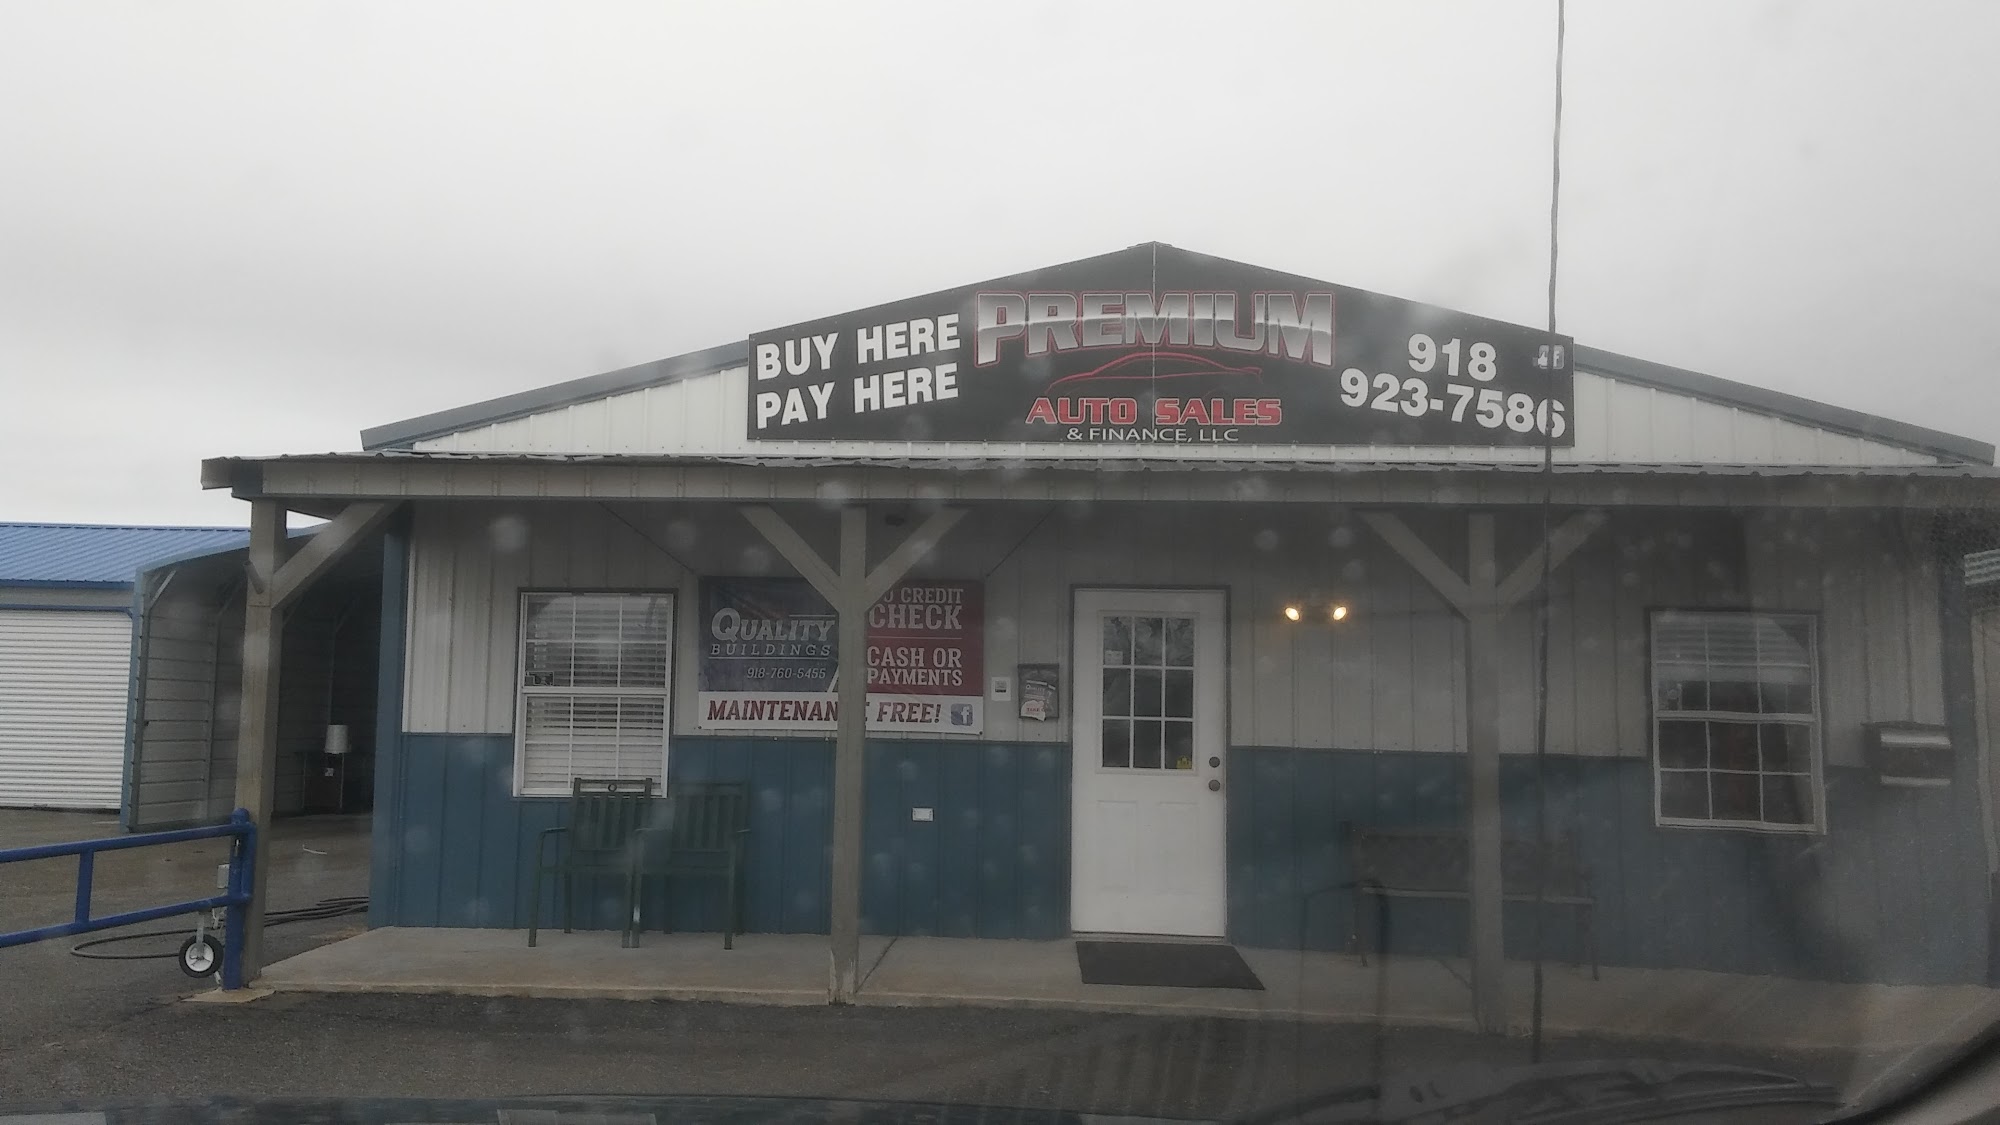 BUY HERE
PAY HERE
PREMIUM
AUTO SALES
& FINANCE, LLC
918
923-7586
QUALITY
BUILDINGS
918-760-5455
CREDIT
CHECK
CASH OR
PAYMENTS
MAINTENAN E FREE!